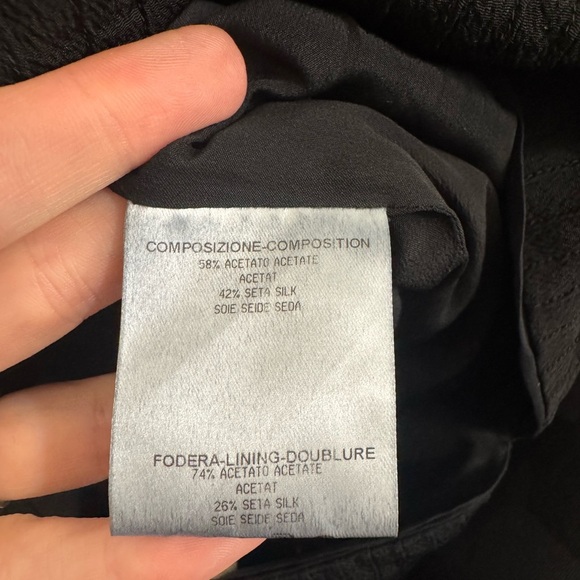 COMPOSIZIONE-COMPOSITION
58% ACETATO ACETATE
ACETAT
42% SETA SILK
SOIE SEIDE SEDA
FODERA-LINING-DOUBLURE
74% ACETATO ACETATE
ACETAT
26% SETA SILK
SOIE SEIDE SEDA